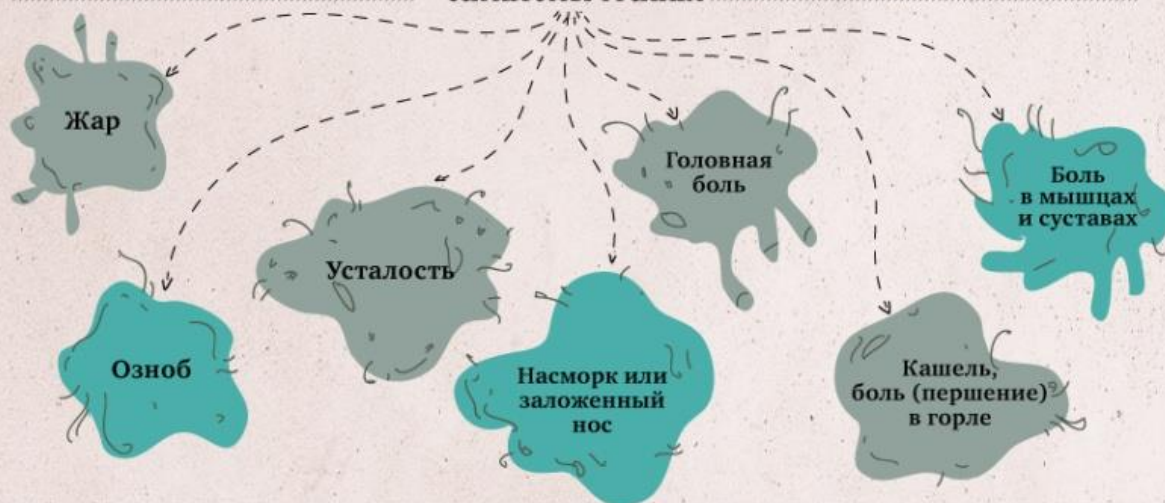 Жар
Головная
боль
Боль
в мышцах
и суставах
Усталость
Озноб
Насморк или
заложенный
нос
Кашель,
боль (першение)
в горле